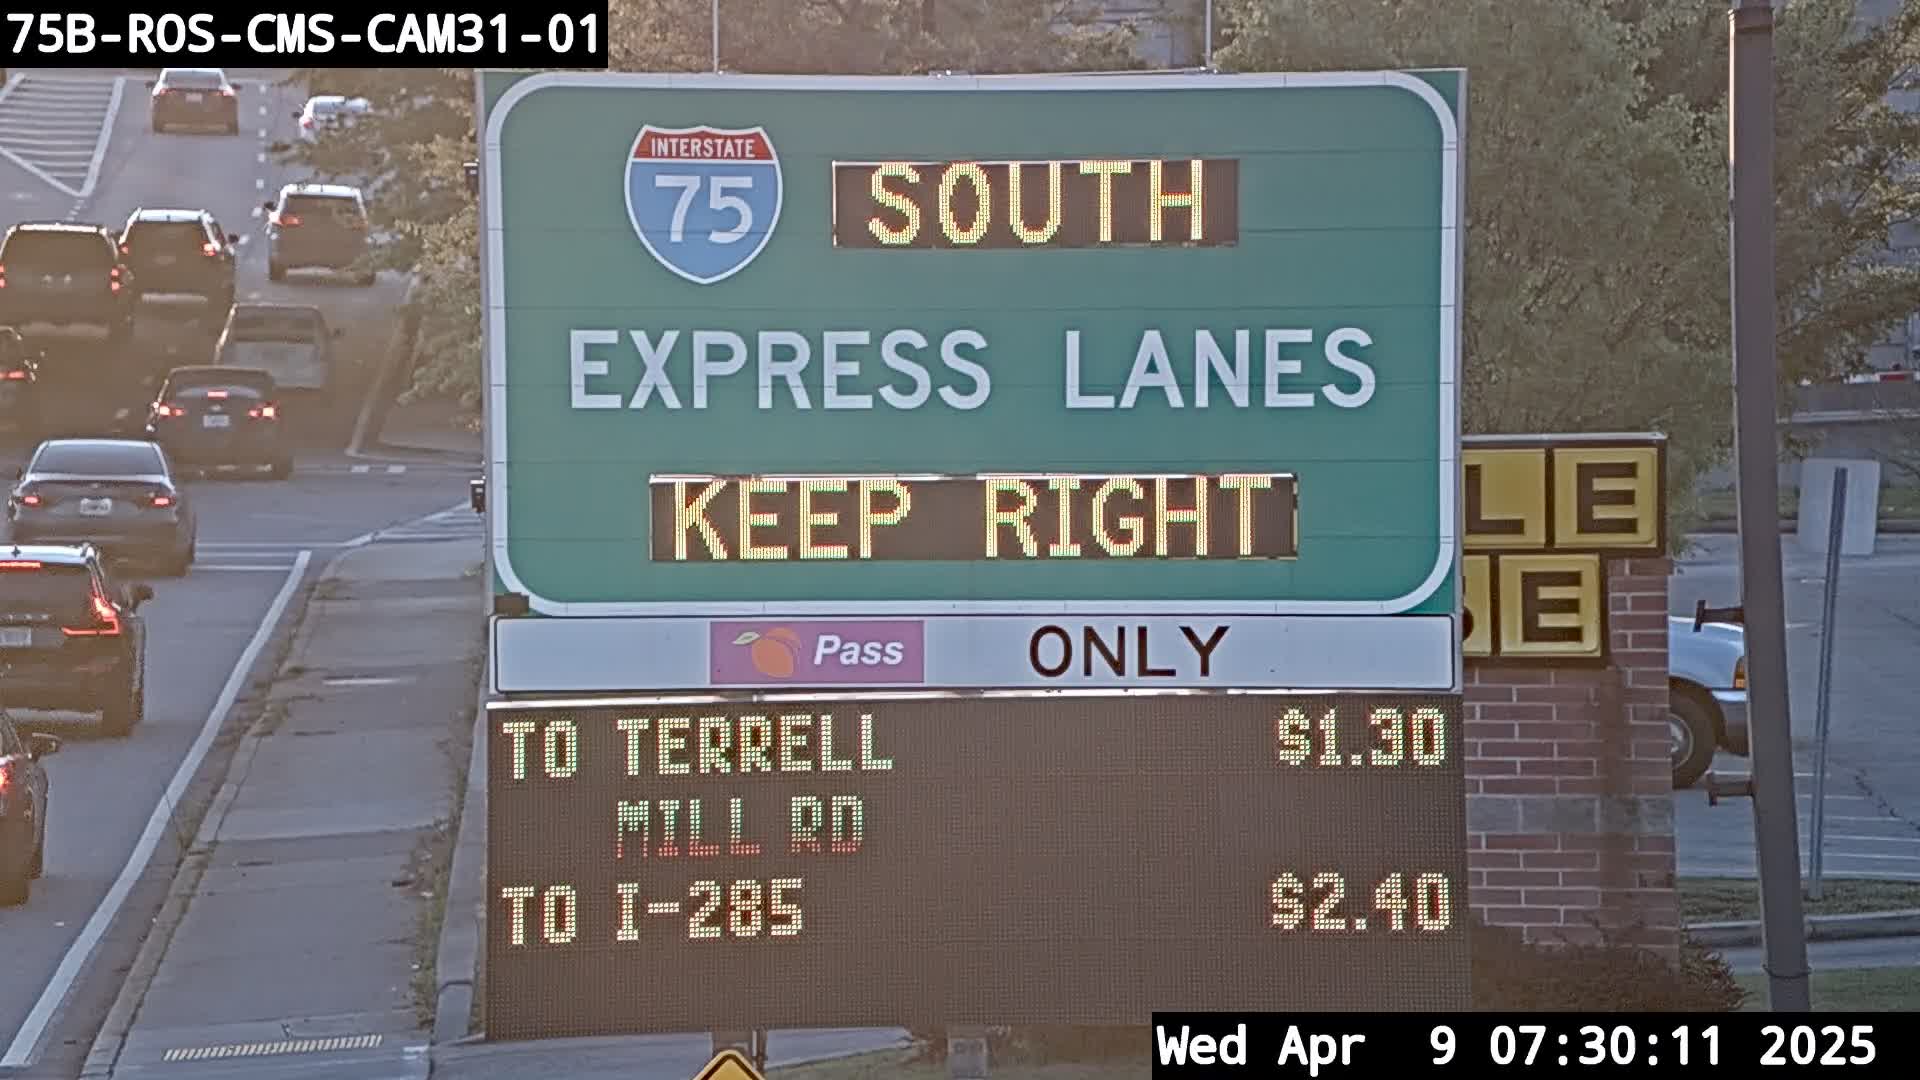 75B-ROS-CMS-CAM31-01
INTERSTATE
75
SOUTH
EXPRESS LANES
KEEP RIGHT
Pass ONLY
TO TERRELL $1.30
MILL RD
TO I-285 $2.40
LE
E
Wed Apr 9 07:30:11 2025